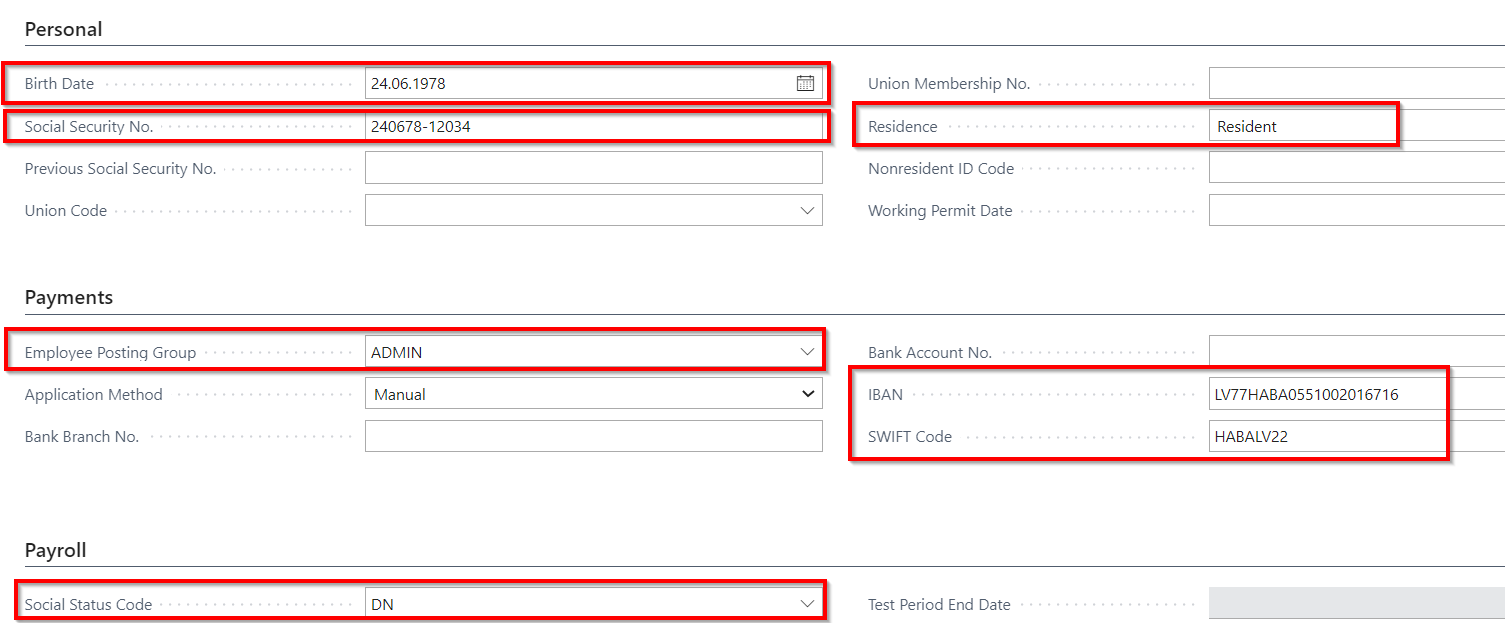 Personal
Birth Date 24.06.1978
Union Membership No.
Social Security No. 240678-12034
Residence Resident
Previous Social Security No.
Nonresident ID Code
Union Code
Working Permit Date
Payments
Employee Posting Group ADMIN
Bank Account No.
Application Method Manual
IBAN LV77HABA0551002016716
Bank Branch No.
SWIFT Code HABALV22
Payroll
Social Status Code DN
Test Period End Date